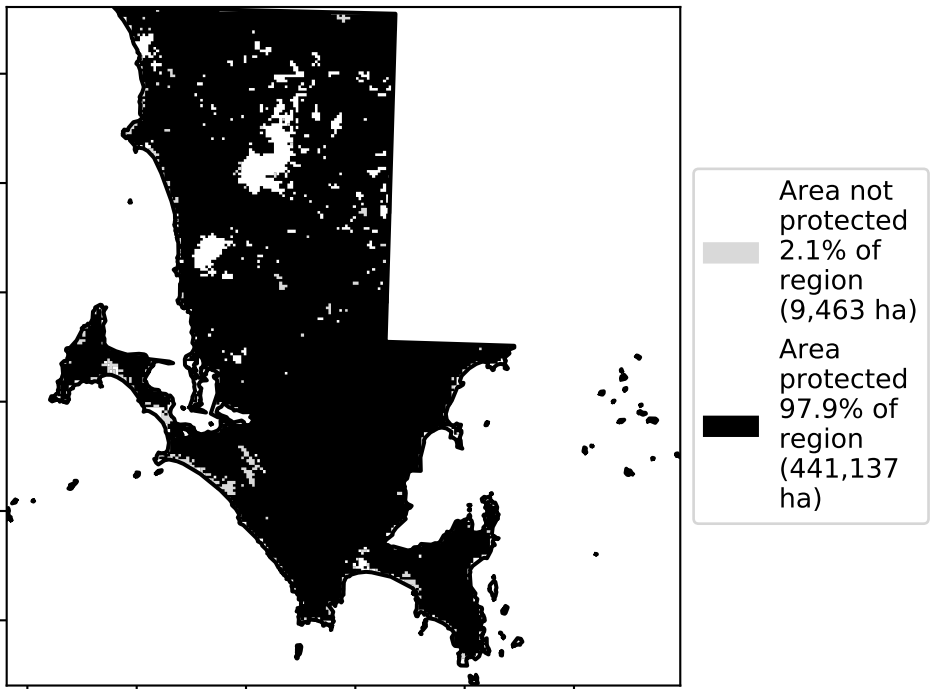 Area not
protected
2.1% of
region
(9,463 ha)
Area
protected
97.9% of
region
(441,137
ha)